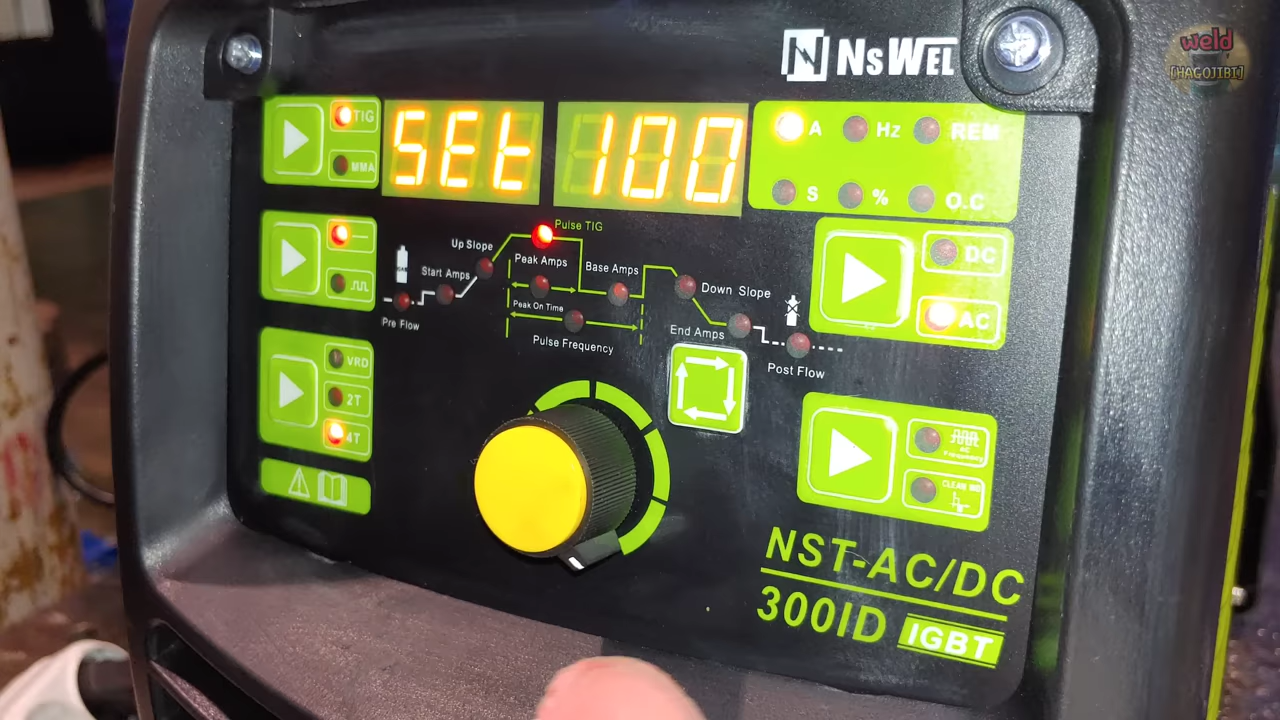 weld
[HAGOJIBI]
N NSWEL
TIG
MMA
SEt 100
A Hz REM
S % O.C
Pulse TIG
Up Slope
Peak Amps
Base Amps
Start Amps
Down Slope
Peak On Time
Pre Flow
End Amps
Pulse Frequency
Post Flow
DC
AC
VRD
2T
4T
AC
Frequency
NST-AC/DC
300ID IGBT